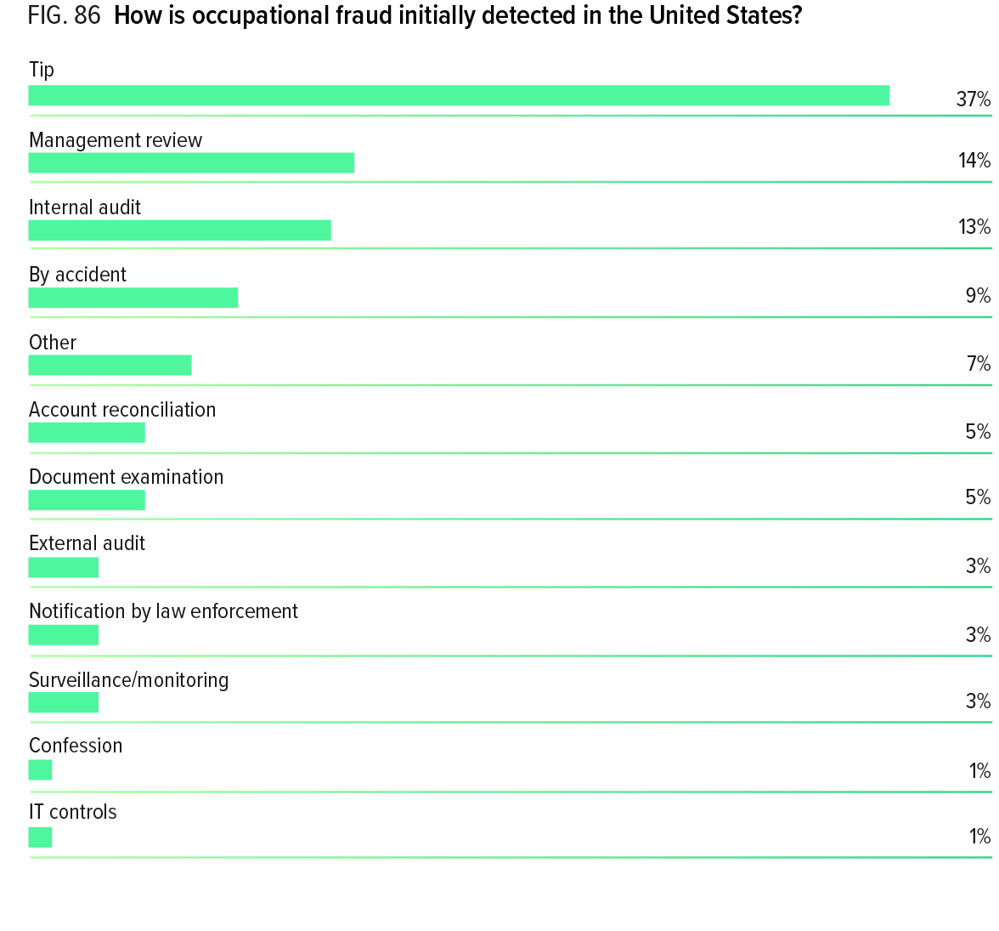 FIG. 86 How is occupational fraud initially detected in the United States?
Tip
37%
Management review
14%
Internal audit
13%
By accident
9%
Other
7%
Account reconciliation
5%
Document examination
5%
External audit
3%
Notification by law enforcement
3%
Surveillance/monitoring
3%
Confession
1%
IT controls
1%